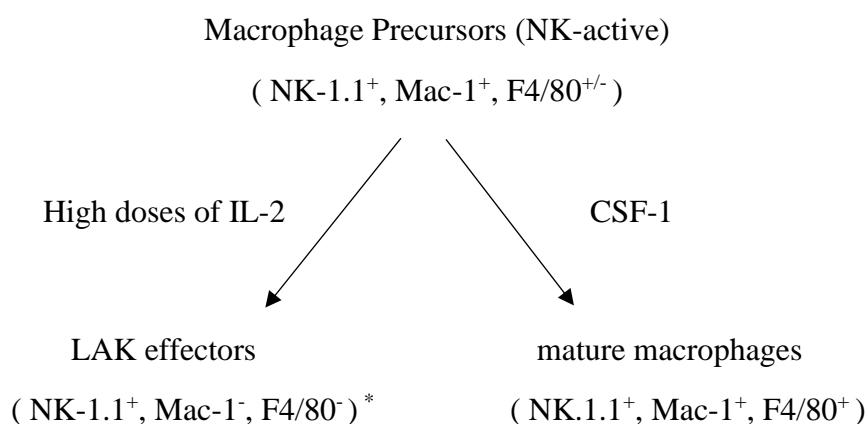 Macrophage Precursors (NK-active)
( NK-1.1⁺, Mac-1⁺, F4/80⁺/⁻ )
High doses of IL-2
CSF-1
LAK effectors
mature macrophages
( NK-1.1⁺, Mac-1⁻, F4/80⁻ ) *
( NK.1.1⁺, Mac-1⁺, F4/80⁺ )